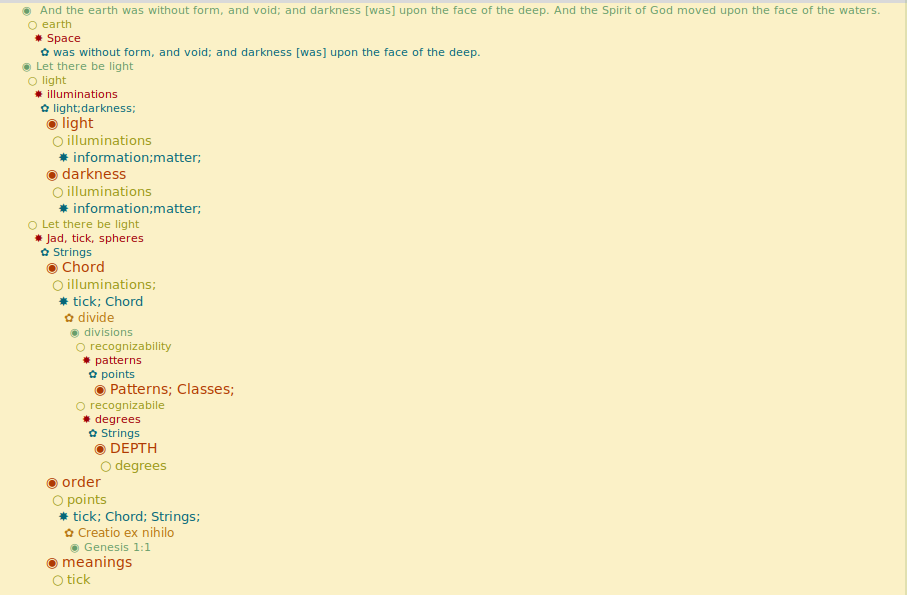 And the earth was without form, and void; and darkness [was] upon the face of the deep. And the Spirit of God moved upon the face of the waters.
earth
Space
was without form, and void; and darkness [was] upon the face of the deep.
Let there be light
light
illuminations
light;darkness;
light
illuminations
information;matter;
darkness
illuminations
information;matter;
Let there be light
Jad, tick, spheres
Strings
Chord
illuminations;
tick; Chord
divide
divisions
recognizability
patterns
points
Patterns; Classes;
recognizabile
degrees
Strings
DEPTH
degrees
order
points
tick; Chord; Strings;
Creatio ex nihilo
Genesis 1:1
meanings
tick